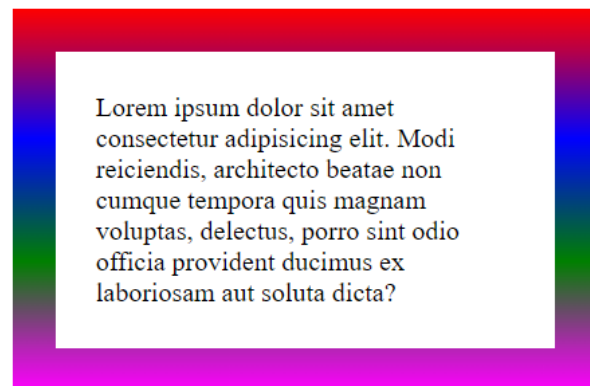 Lorem ipsum dolor sit amet
consectetur adipisicing elit. Modi
reiciendis, architecto beatae non
cumque tempora quis magnam
voluptas, delectus, porro sint odio
officia provident ducimus ex
laboriosam aut soluta dicta?